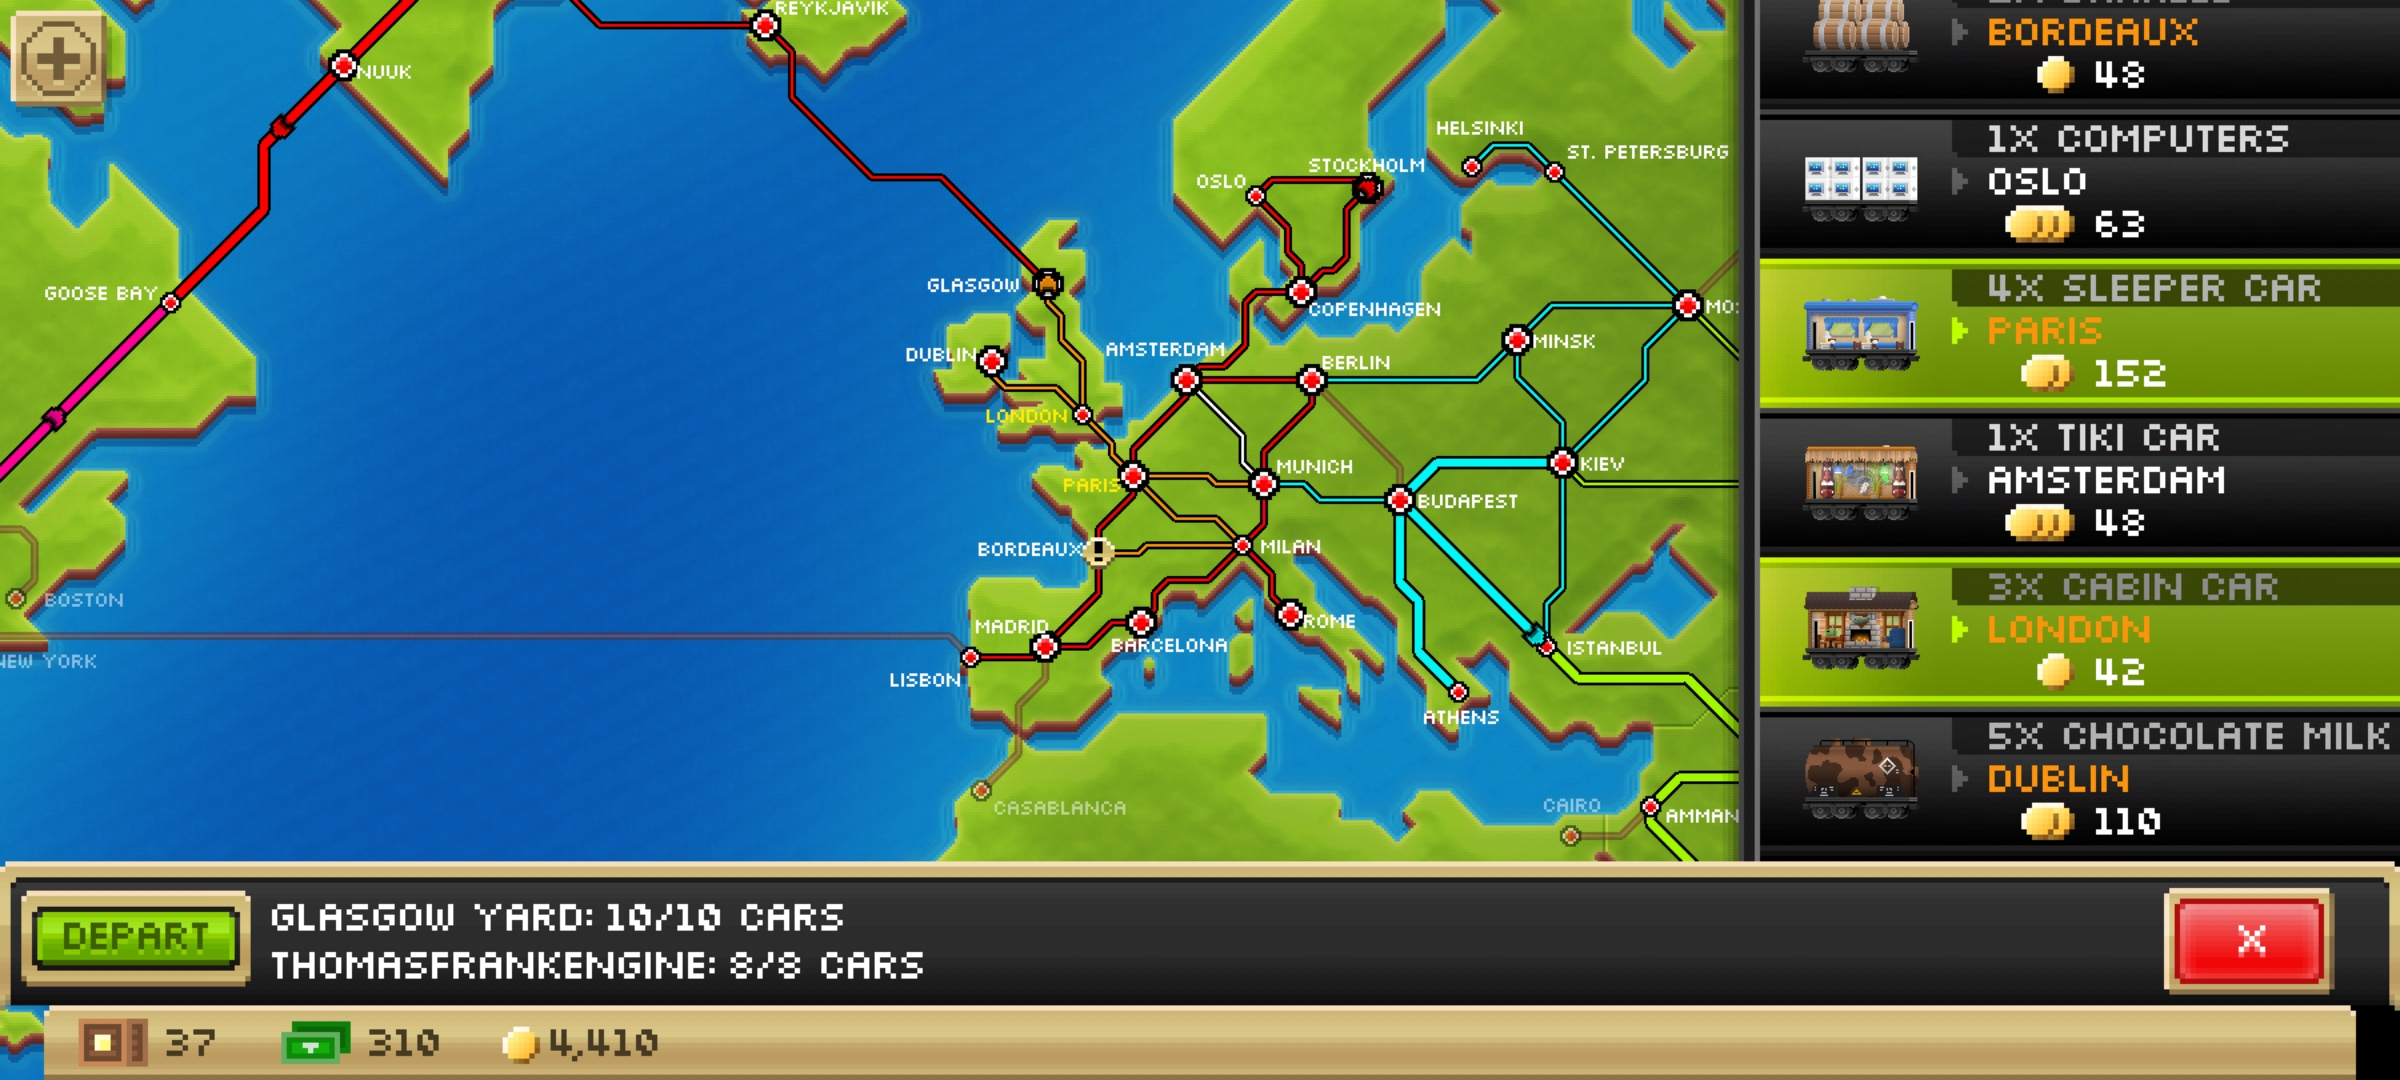 REYKJAVIK
NUUK
HELSINKI
ST. PETERSBURG
STOCKHOLM
OSLO
GLASGOW
GOOSE BAY
COPENHAGEN
MINSK
DUBLIN
AMSTERDAM
BERLIN
LONDON
MUNICH
KIEV
PARIS
BUDAPEST
BORDEAUX
MILAN
BOSTON
MADRID
ROME
BARCELONA
ISTANBUL
NEW YORK
LISBON
ATHENS
CASABLANCA
CAIRO
AMMAN
BORDEAUX
48
1X COMPUTERS
OSLO
63
4X SLEEPER CAR
PARIS
152
1X TIKI CAR
AMSTERDAM
48
3X CABIN CAR
LONDON
42
5X CHOCOLATE MILK
DUBLIN
110
DEPART
GLASGOW YARD: 10/10 CARS
THOMASFRANKENGINE: 8/8 CARS
X
37
310
4,410